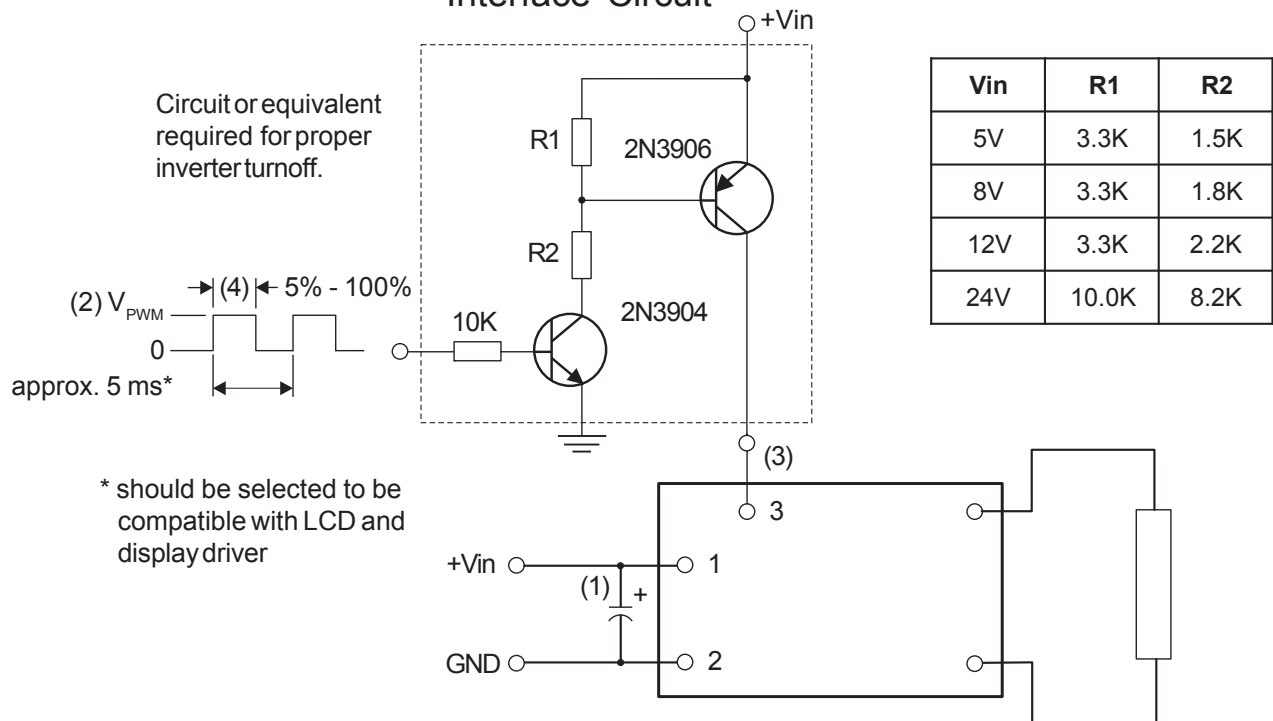 Interface Circuit
+Vin
Circuit or equivalent
required for proper
inverter turnoff.
R1
2N3906
R2
(2) VPWM
(4)
5% - 100%
0
approx. 5 ms*
10K
2N3904
Vin R1 R2
5V 3.3K 1.5K
8V 3.3K 1.8K
12V 3.3K 2.2K
24V 10.0K 8.2K
* should be selected to be
compatible with LCD and
display driver
(3)
3
+Vin
1
(1)
+
GND
2